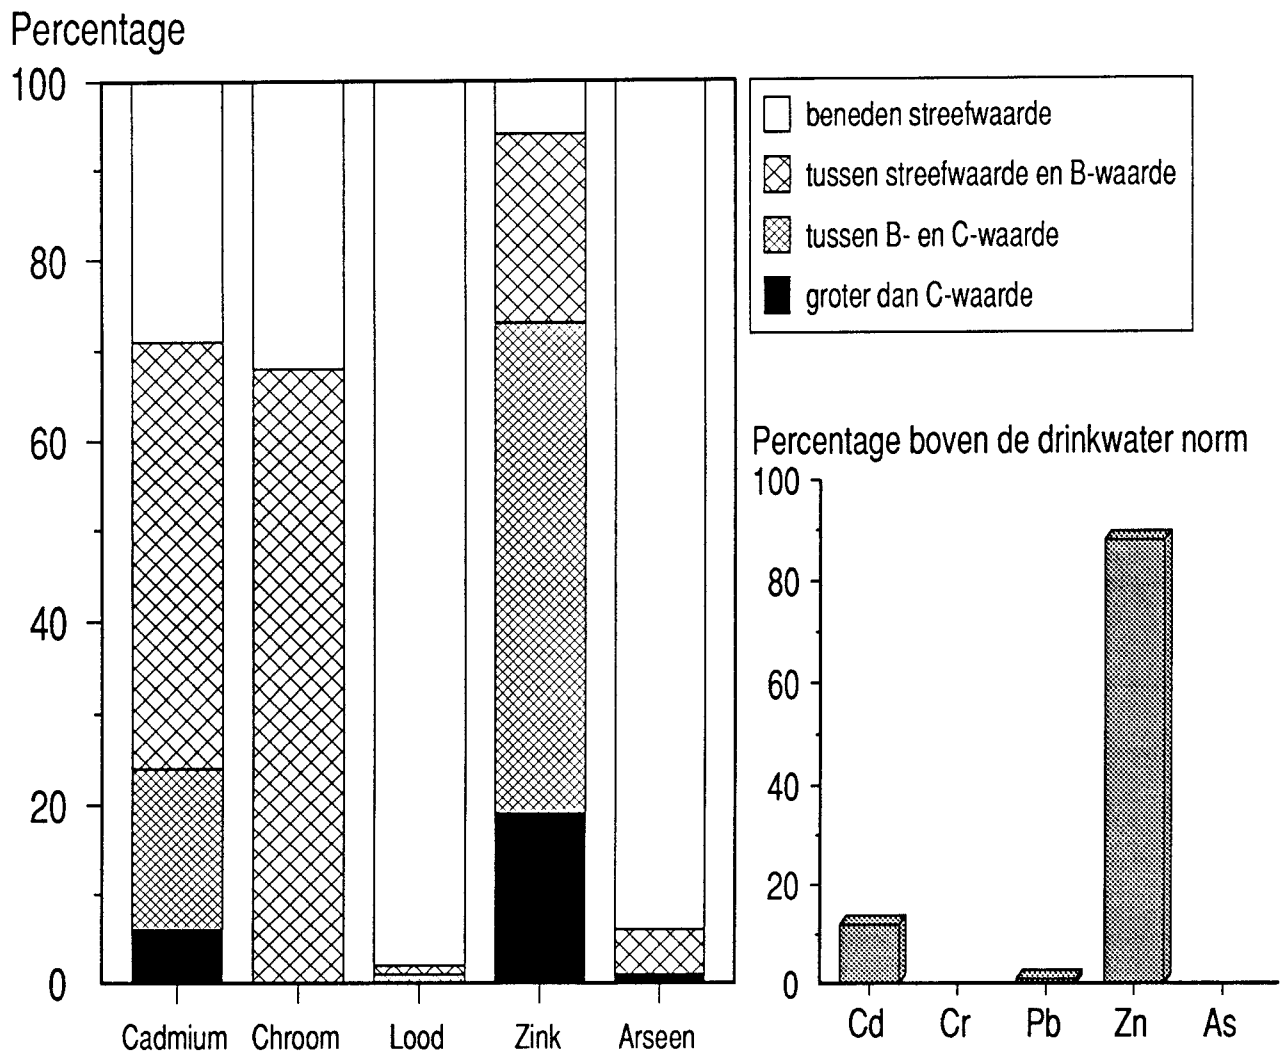 Percentage
100
80
60
40
20
0
Cadmium Chroom Lood Zink Arseen
beneden streefwaarde
tussen streefwaarde en B-waarde
tussen B- en C-waarde
groter dan C-waarde
Percentage boven de drinkwater norm
100
80
60
40
20
0
Cd Cr Pb Zn As